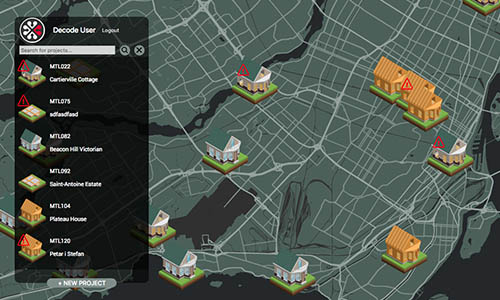 Decode User Logout
Search for projects...
MTL022
Cartierville Cottage
MTL075
adfasdfasd
MTL082
Beacon Hill Victorian
MTL092
Saint-Antoine Estate
MTL104
Plateau House
MTL120
Petar i Stefan
+ NEW PROJECT